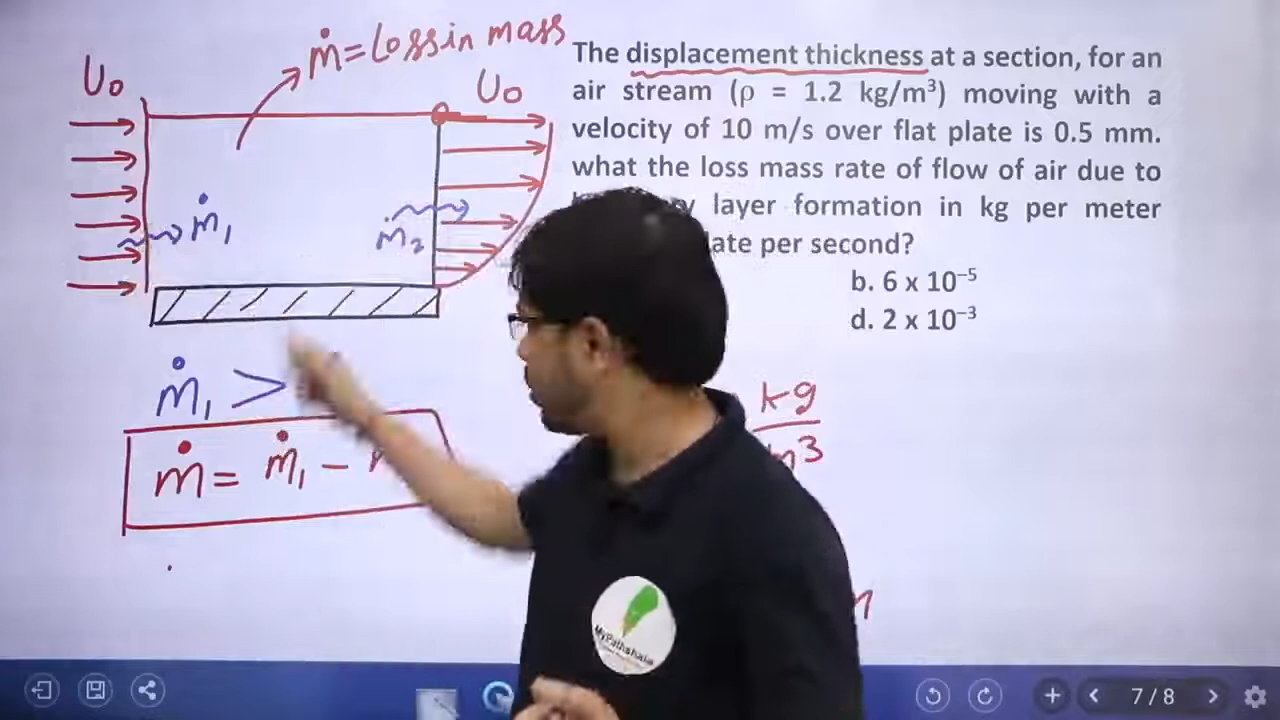 ṁ = Loss in mass
U₀
U₀
ṁ₁
ṁ₂
The displacement thickness at a section, for an
air stream (ρ = 1.2 kg/m³) moving with a
velocity of 10 m/s over flat plate is 0.5 mm.
what the loss mass rate of flow of air due to
layer formation in kg per meter
per second?
b. 6 x 10⁻⁵
d. 2 x 10⁻³
ṁ₁ >
ṁ = ṁ₁ −
kg
m³
MyPathshala
7 / 8